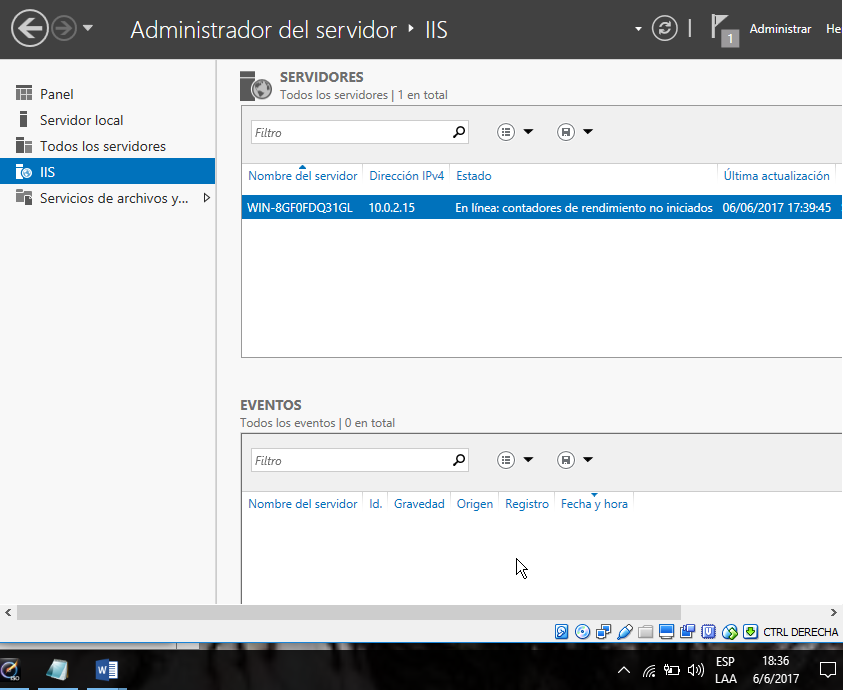 Administrador del servidor ‣ IIS
1
Administrar
He
Panel
Servidor local
Todos los servidores
IIS
Servicios de archivos y...
SERVIDORES
Todos los servidores | 1 en total
Filtro
Nombre del servidor Dirección IPv4 Estado Última actualización
WIN-8GF0FDQ31GL 10.0.2.15 En línea: contadores de rendimiento no iniciados 06/06/2017 17:39:45
EVENTOS
Todos los eventos | 0 en total
Filtro
Nombre del servidor Id. Gravedad Origen Registro Fecha y hora
CTRL DERECHA
ESP 18:36
LAA 6/6/2017